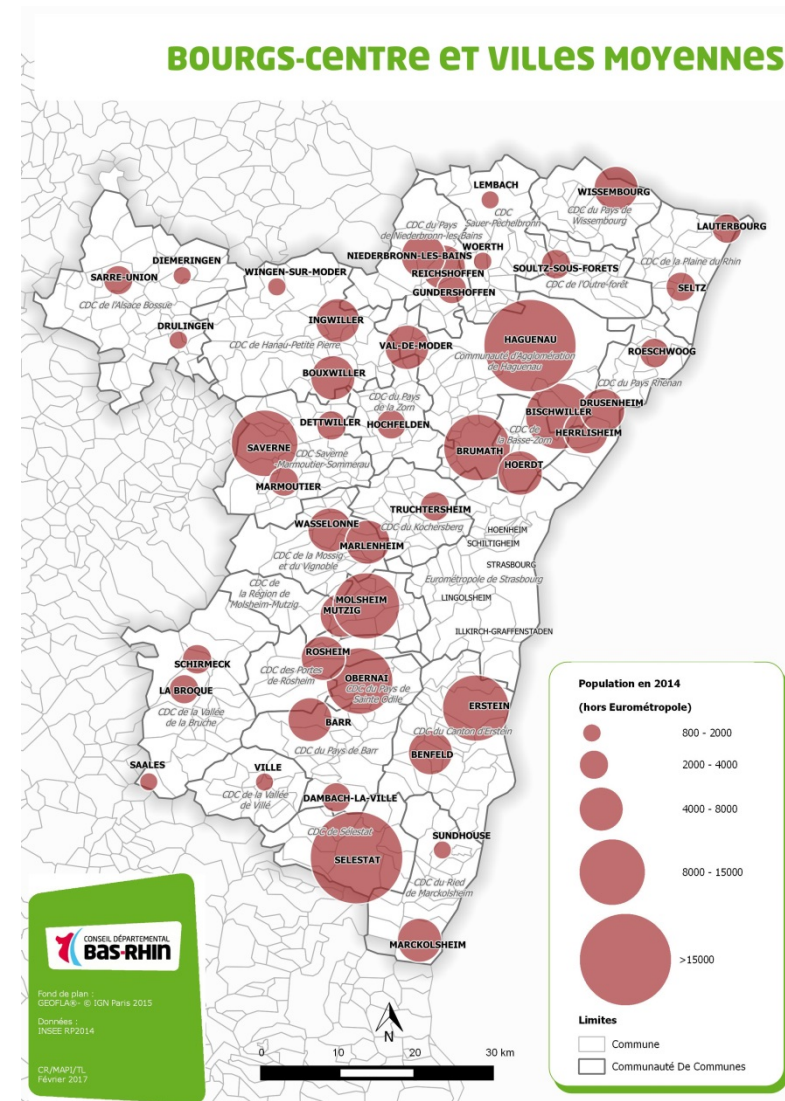 BOURGS-CENTRE ET VILLES MOYENNES
LEMBACH
WISSEMBOURG
CDC
Sauer-Pechelbronn
CDC du Pays de
Wissembourg
LAUTERBOURG
CDC du Pays
de Niederbronn-les Bains
WOERTH
NIEDERBRONN-LES-BAINS
REICHSHOFFEN
GUNDERSHOFFEN
SOULTZ-SOUS-FORETS
CDC de l'Outre-forêt
CDC de la Plaine du Rhin
SELTZ
DIEMERINGEN
SARRE-UNION
WINGEN-SUR-MODER
CDC de l'Alsace Bossue
DRULINGEN
INGWILLER
CDC de Hanau-Petite Pierre
VAL-DE-MODER
HAGUENAU
Communauté d'Agglomération
de Haguenau
ROESCHWOOG
BOUXWILLER
CDC du Pays Rhénan
CDC du Pays
de la Zorn
DRUSENHEIM
BISCHWILLER
HERRLISHEIM
DETTWILLER
HOCHFELDEN
CDC de
la Basse-Zorn
SAVERNE
CDC Saverne
-Marmoutier-Sommerau
BRUMATH
HOERDT
MARMOUTIER
TRUCHTERSHEIM
CDC du Kochersberg
WASSELONNE
MARLENHEIM
HOENHEIM
SCHILTIGHEIM
CDC de la Mossig
et du Vignoble
STRASBOURG
Eurométropole de Strasbourg
CDC de
la Région de
Molsheim-Mutzig
MOLSHEIM
MUTZIG
LINGOLSHEIM
ILLKIRCH-GRAFFENSTADEN
ROSHEIM
SCHIRMECK
CDC des Portes
de Rosheim
OBERNAI
CDC du Pays de
Sainte Odile
LA BROQUE
CDC de la Vallée
de la Bruche
ERSTEIN
CDC du Canton d'Erstein
BARR
CDC du Pays de Barr
BENFELD
SAALES
VILLE
CDC de la Vallée
de Villé
DAMBACH-LA-VILLE
CDC de Sélestat
SELESTAT
SUNDHOUSE
CDC du Ried
de Marckolsheim
MARCKOLSHEIM
Population en 2014
(hors Eurométropole)
800 - 2000
2000 - 4000
4000 - 8000
8000 - 15000
>15000
Limites
Commune
Communauté De Communes
CONSEIL DÉPARTEMENTAL
BAS-RHIN
Fond de plan :
GEOFLA®- © IGN Paris 2015
Données :
INSEE RP2014
CR/MAPI/TL
Février 2017
N
0 10 20 30 km